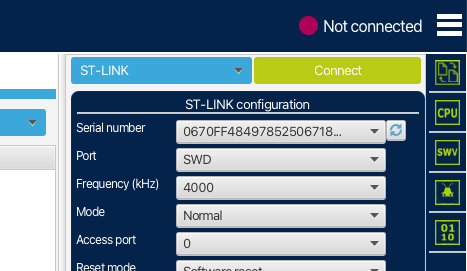 Not connected
ST-LINK
Connect
ST-LINK configuration
Serial number 0670FF48497852506718...
Port SWD
Frequency (kHz) 4000
Mode Normal
Access port 0
Reset mode Software reset
CPU
SWV
01
10